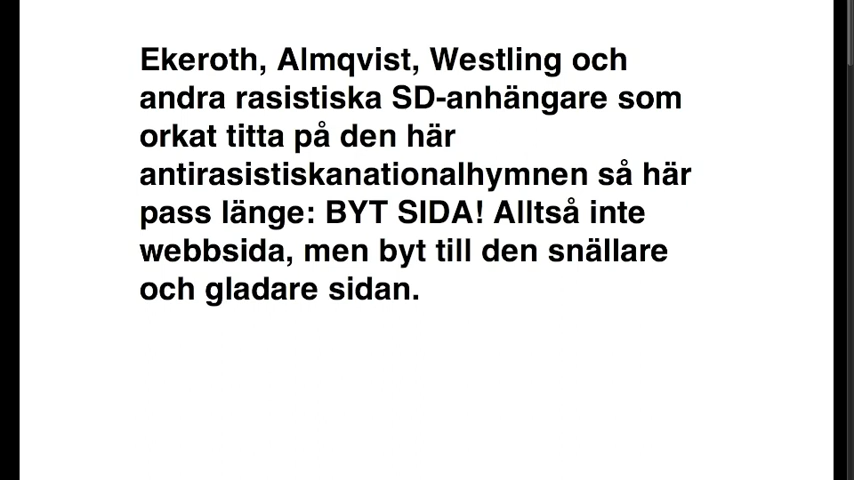 Ekeroth, Almqvist, Westling och
andra rasistiska SD-anhängare som
orkat titta på den här
antirasistiskanationalhymnen så här
pass länge: BYT SIDA! Alltså inte
webbsida, men byt till den snällare
och gladare sidan.